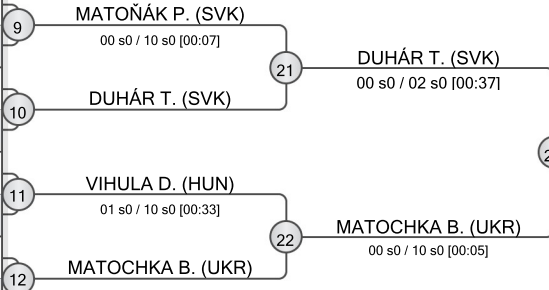 9
MATOŇÁK P. (SVK)
00 s0 / 10 s0 [00:07]
21
DUHÁR T. (SVK)
00 s0 / 02 s0 [00:37]
10
DUHÁR T. (SVK)
11
VIHULA D. (HUN)
01 s0 / 10 s0 [00:33]
22
MATOCHKA B. (UKR)
00 s0 / 10 s0 [00:05]
12
MATOCHKA B. (UKR)